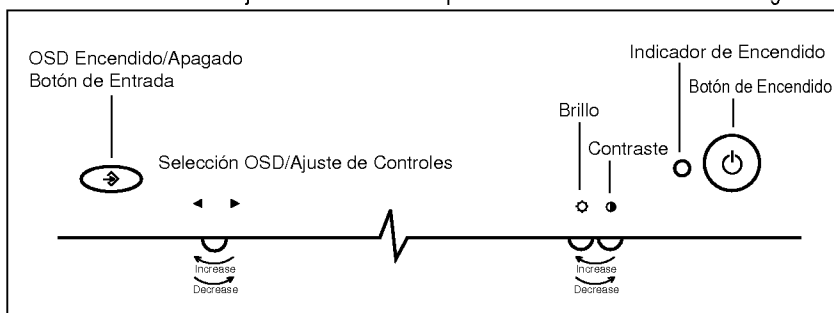 OSD Encendido/Apagado
Botón de Entrada
Indicador de Encendido
Botón de Encendido
Brillo
Contraste
Selección OSD/Ajuste de Controles
Increase
Decrease
Increase
Decrease